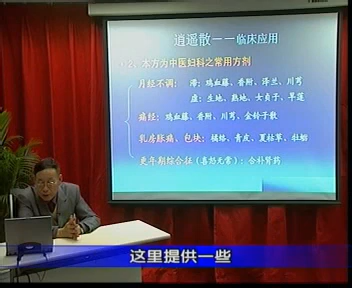 逍遥散——临床应用
02、本方为中医妇科之常用方剂
月经不调： 滞：鸡血藤、香附、泽兰、川芎
虚：生地、熟地、女贞子、旱莲
痛经：鸡血藤、香附、川芎、金铃子散
乳房胀痛、包块：橘核、青皮、夏枯草、牡蛎
更年期综合征(喜怒无常)：合补肾药
这里提供一些